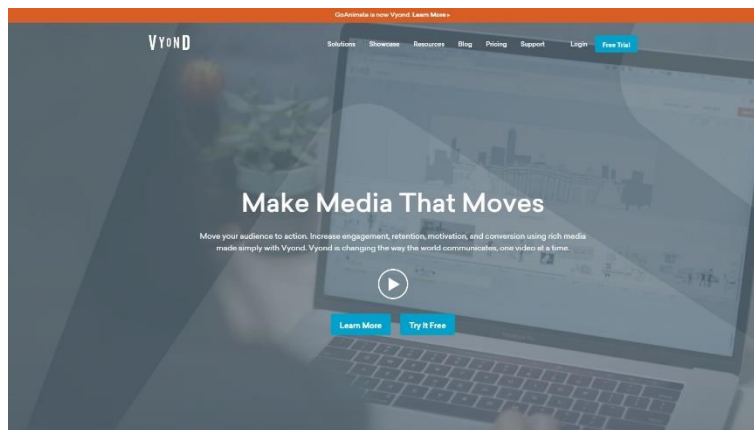 GoAnimate is now Vyond. Learn More >
VYOND
Solutions Showcase Resources Blog Pricing Support Login Free Trial
Make Media That Moves
Move your audience to action. Increase engagement, retention, motivation, and conversion using rich media
made simply with Vyond. Vyond is changing the way the world communicates, one video at a time.
Learn More Try It Free